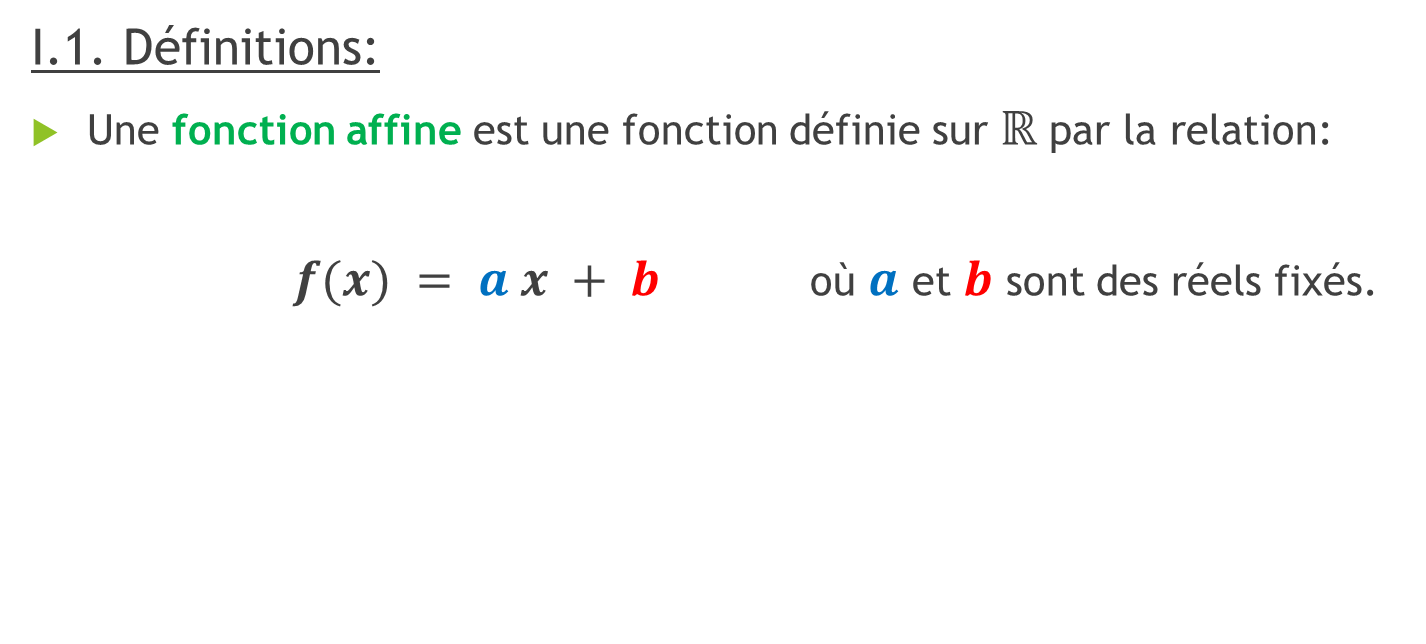 I.1. Définitions:
Une fonction affine est une fonction définie sur ℝ par la relation:
f(x) = a x + b où a et b sont des réels fixés.